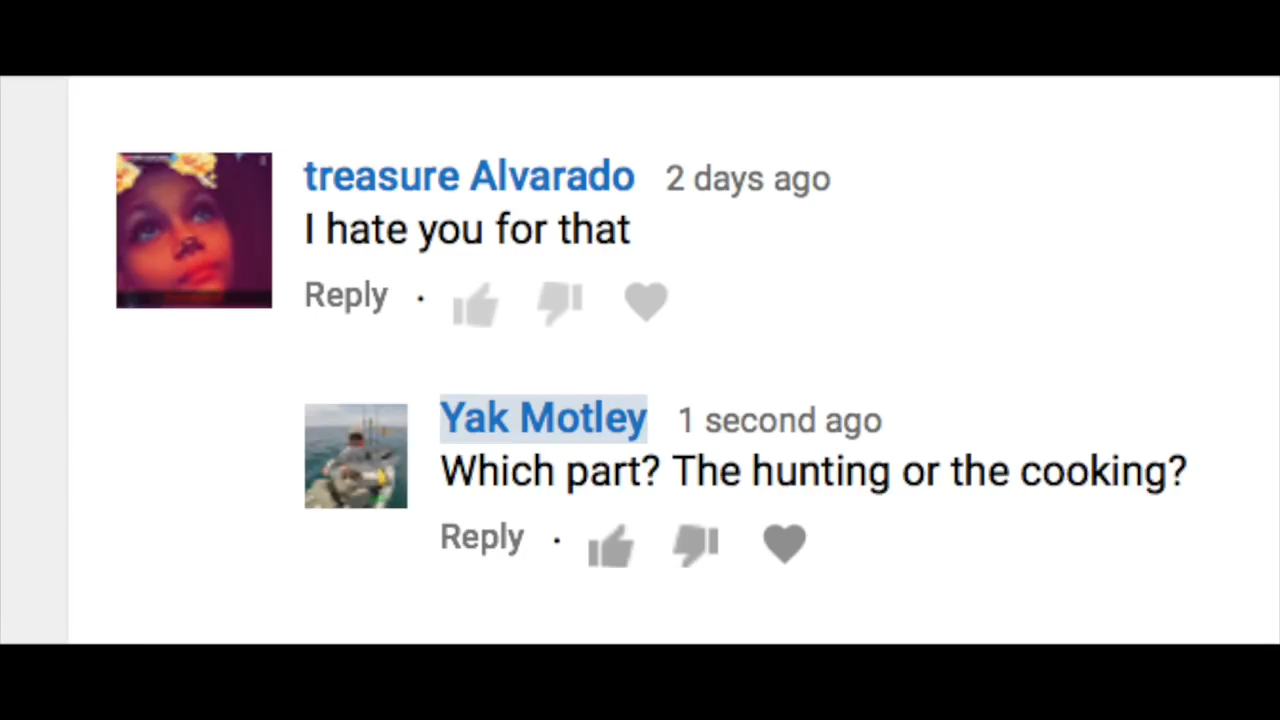 treasure Alvarado 2 days ago
I hate you for that
Reply ·
Yak Motley 1 second ago
Which part? The hunting or the cooking?
Reply ·